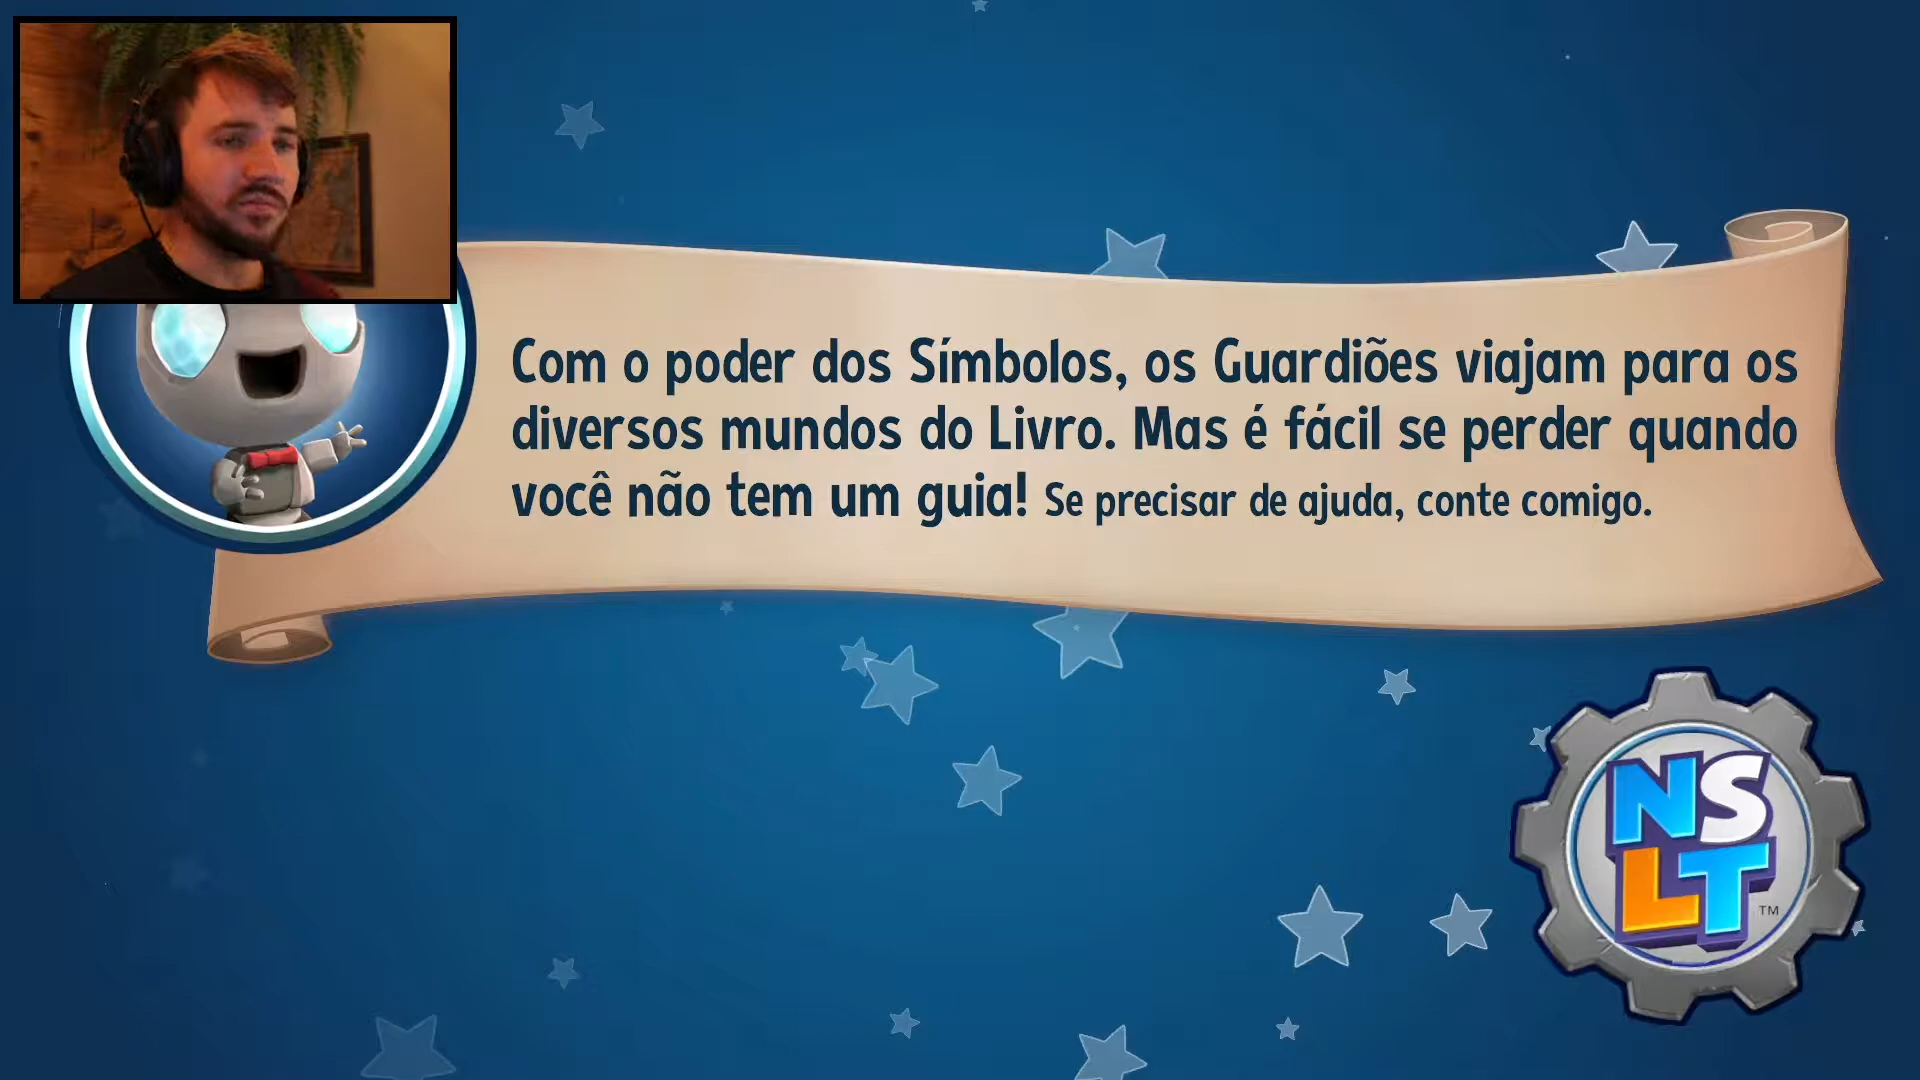 Com o poder dos Símbolos, os Guardiões viajam para os
diversos mundos do Livro. Mas é fácil se perder quando
você não tem um guia! Se precisar de ajuda, conte comigo.
NS
LT
TM